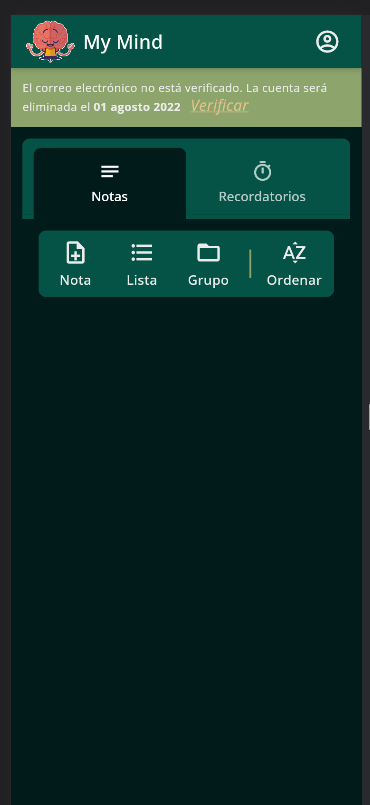 My Mind
El correo electrónico no está verificado. La cuenta será
eliminada el 01 agosto 2022 Verificar
Notas Recordatorios
Nota Lista Grupo AZ Ordenar